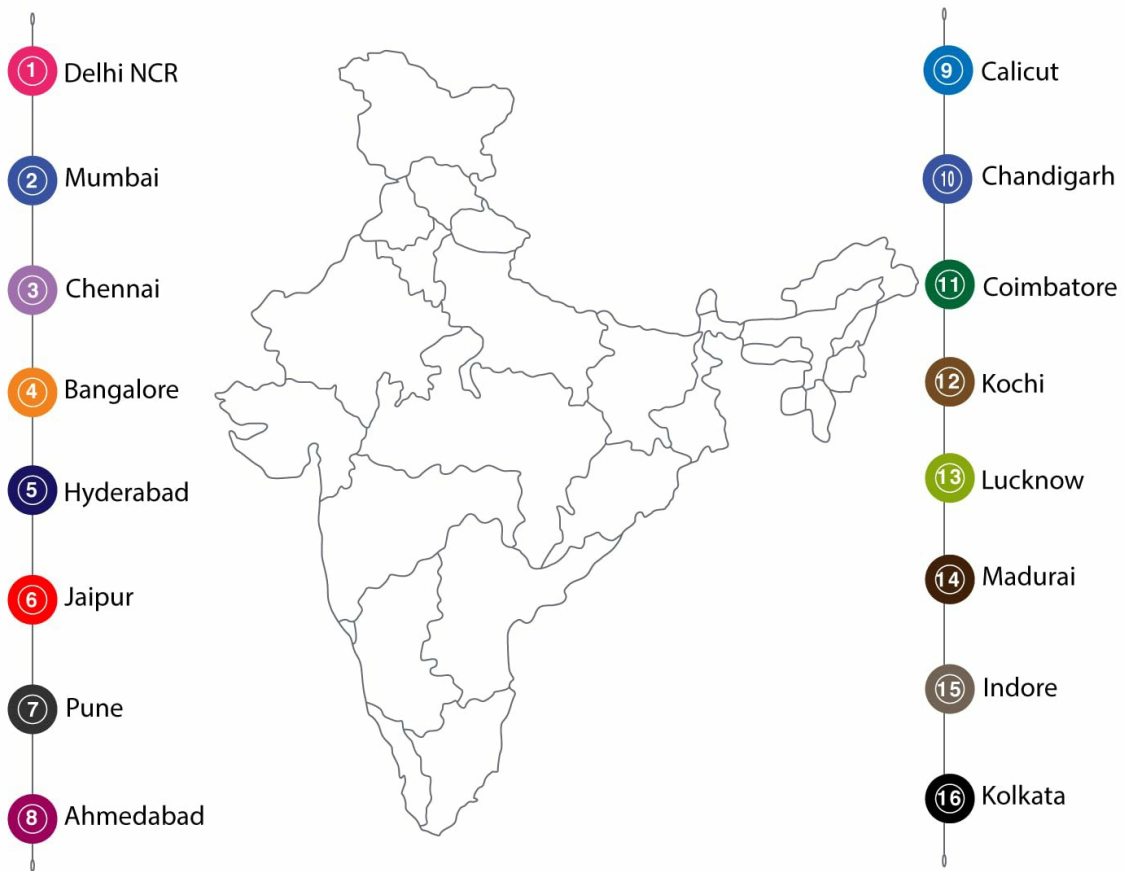 1 Delhi NCR
2 Mumbai
3 Chennai
4 Bangalore
5 Hyderabad
6 Jaipur
7 Pune
8 Ahmedabad
9 Calicut
10 Chandigarh
11 Coimbatore
12 Kochi
13 Lucknow
14 Madurai
15 Indore
16 Kolkata